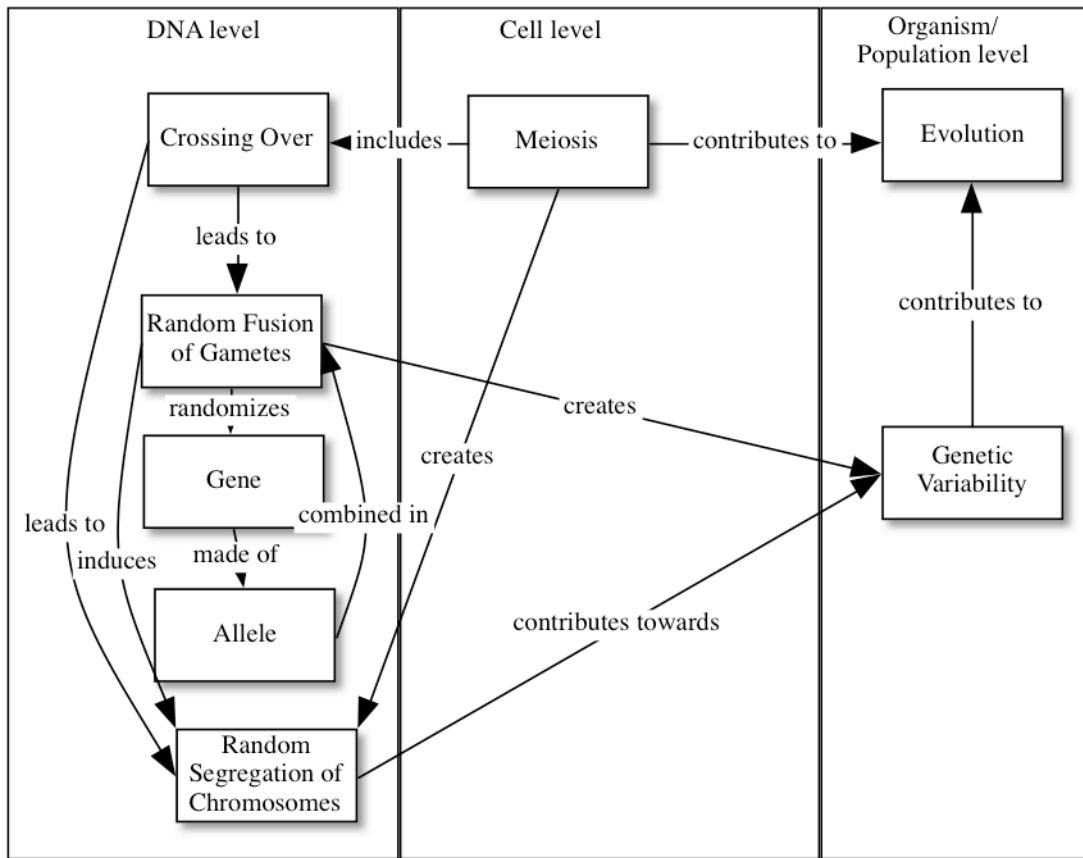 DNA level
Cell level
Organism/
Population level
Crossing Over
includes
Meiosis
contributes to
Evolution
leads to
contributes to
Random Fusion
of Gametes
randomizes
creates
creates
Gene
Genetic
Variability
combined in
leads to
made of
induces
Allele
contributes towards
Random
Segregation of
Chromosomes